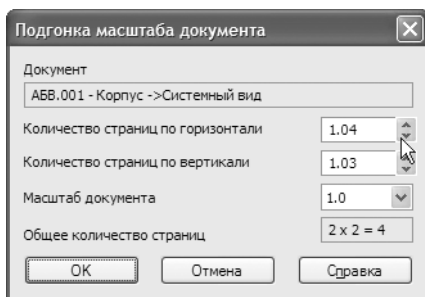 Подгонка масштаба документа
Документ
АБВ.001 - Корпус ->Системный вид
Количество страниц по горизонтали 1.04
Количество страниц по вертикали 1.03
Масштаб документа 1.0
Общее количество страниц 2 x 2 = 4
OK Отмена Справка